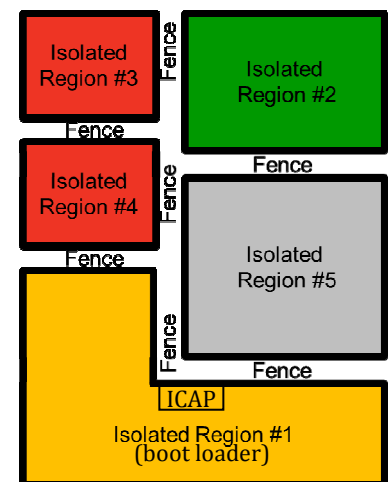 Isolated
Region #3
Fence
Isolated
Region #2
Fence
Fence
Isolated
Region #4
Fence
Fence
Isolated
Region #5
Fence
Fence
ICAP
Isolated Region #1
(boot loader)